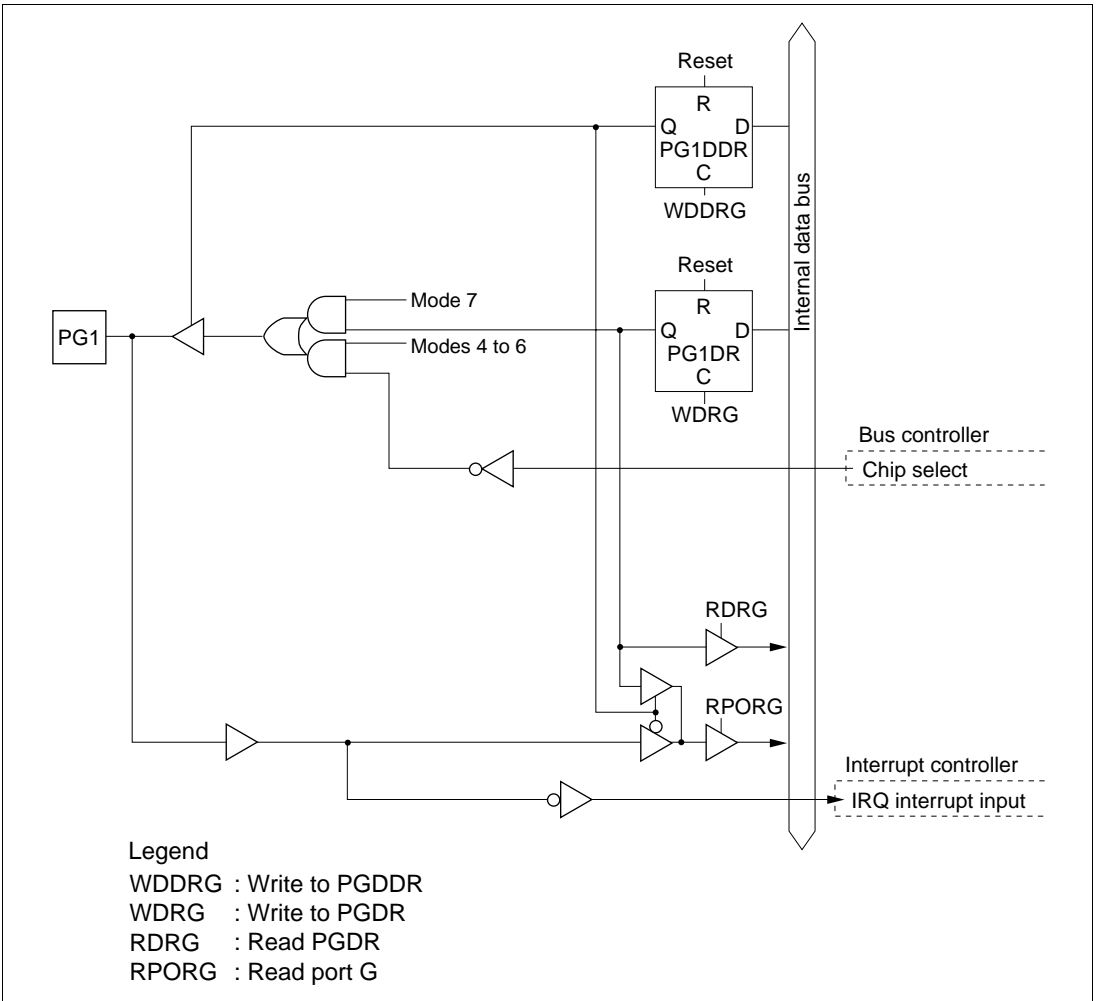 Reset
R
Q D
PG1DDR
C
WDDRG
Internal data bus
Reset
R
Q D
PG1DR
C
WDRG
Mode 7
PG1
Modes 4 to 6
Bus controller
Chip select
RDRG
RPORG
Interrupt controller
IRQ interrupt input
Legend
WDDRG : Write to PGDDR
WDRG : Write to PGDR
RDRG : Read PGDR
RPORG : Read port G